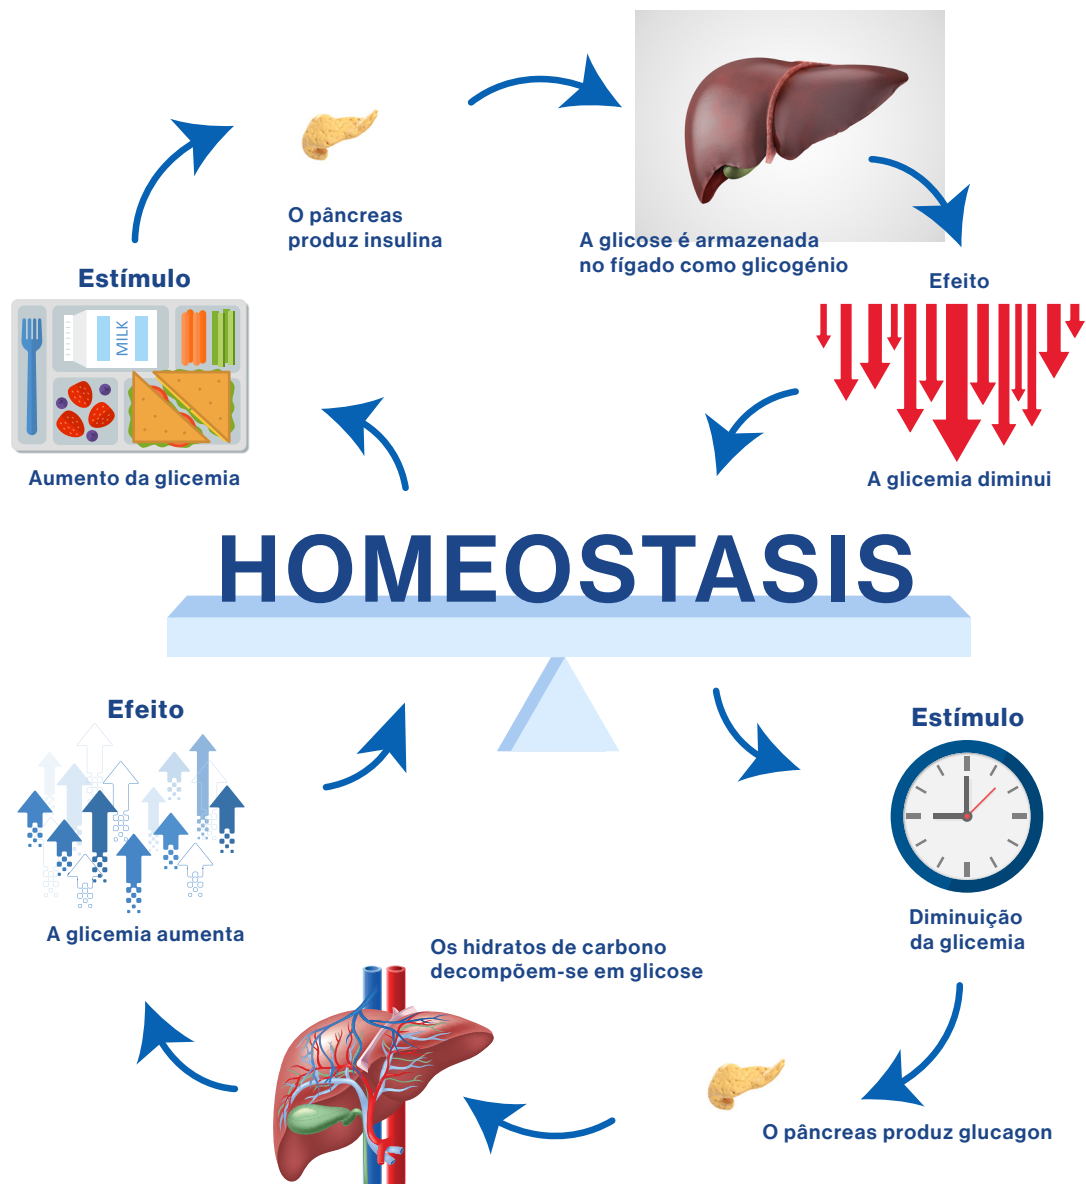 O pâncreas
produz insulina
A glicose é armazenada
no fígado como glicogénio
Estímulo
MILK
Aumento da glicemia
Efeito
A glicemia diminui
HOMEOSTASIS
Efeito
A glicemia aumenta
Estímulo
Diminuição
da glicemia
Os hidratos de carbono
decompõem-se em glicose
O pâncreas produz glucagon